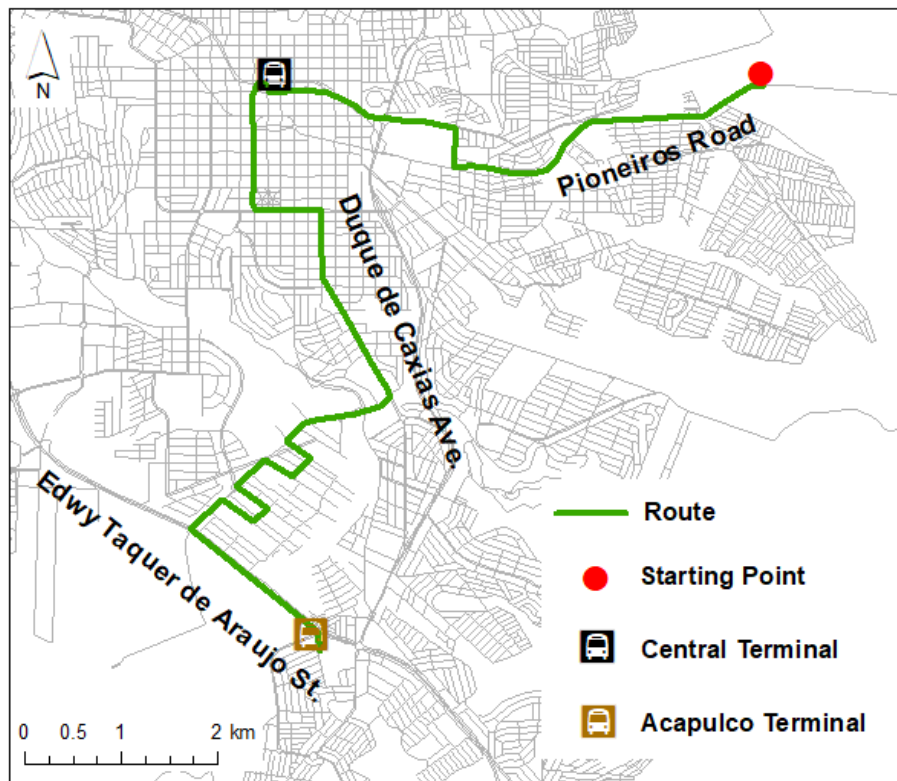 N
Pioneiros Road
Duque de Caxias Ave.
Edwy Taquer de Araujo St.
Route
Starting Point
Central Terminal
Acapulco Terminal
0 0.5 1 2 km